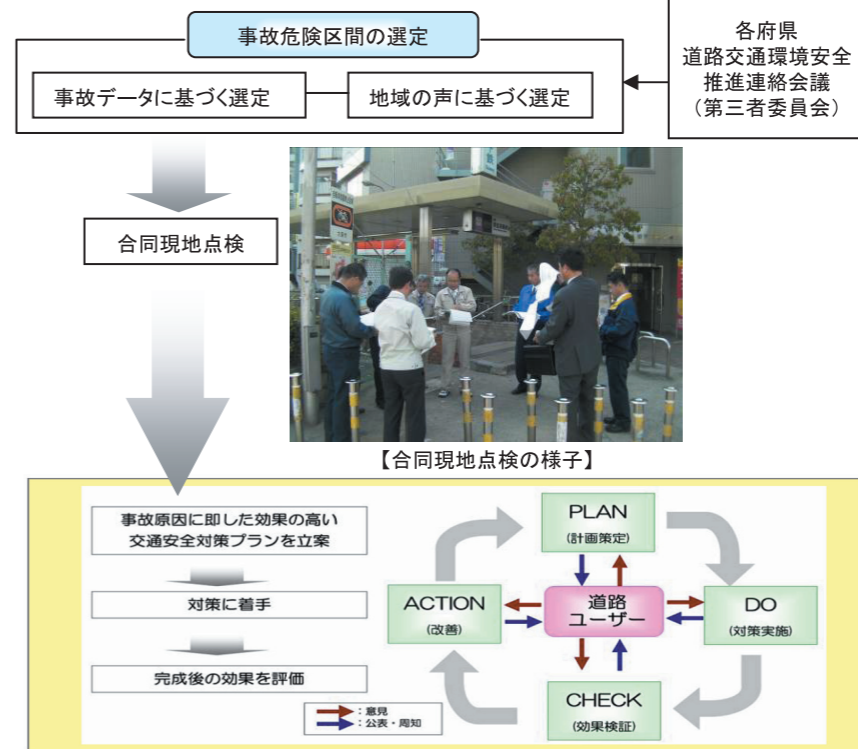 事故危険区間の選定
事故データに基づく選定
地域の声に基づく選定
各府県
道路交通環境安全
推進連絡会議
(第三者委員会)
合同現地点検
【合同現地点検の様子】
事故原因に即した効果の高い
交通安全対策プランを立案
対策に着手
完成後の効果を評価
PLAN
(計画策定)
ACTION
(改善)
道路
ユーザー
DO
(対策実施)
CHECK
(効果検証)
:意見
:公表・周知